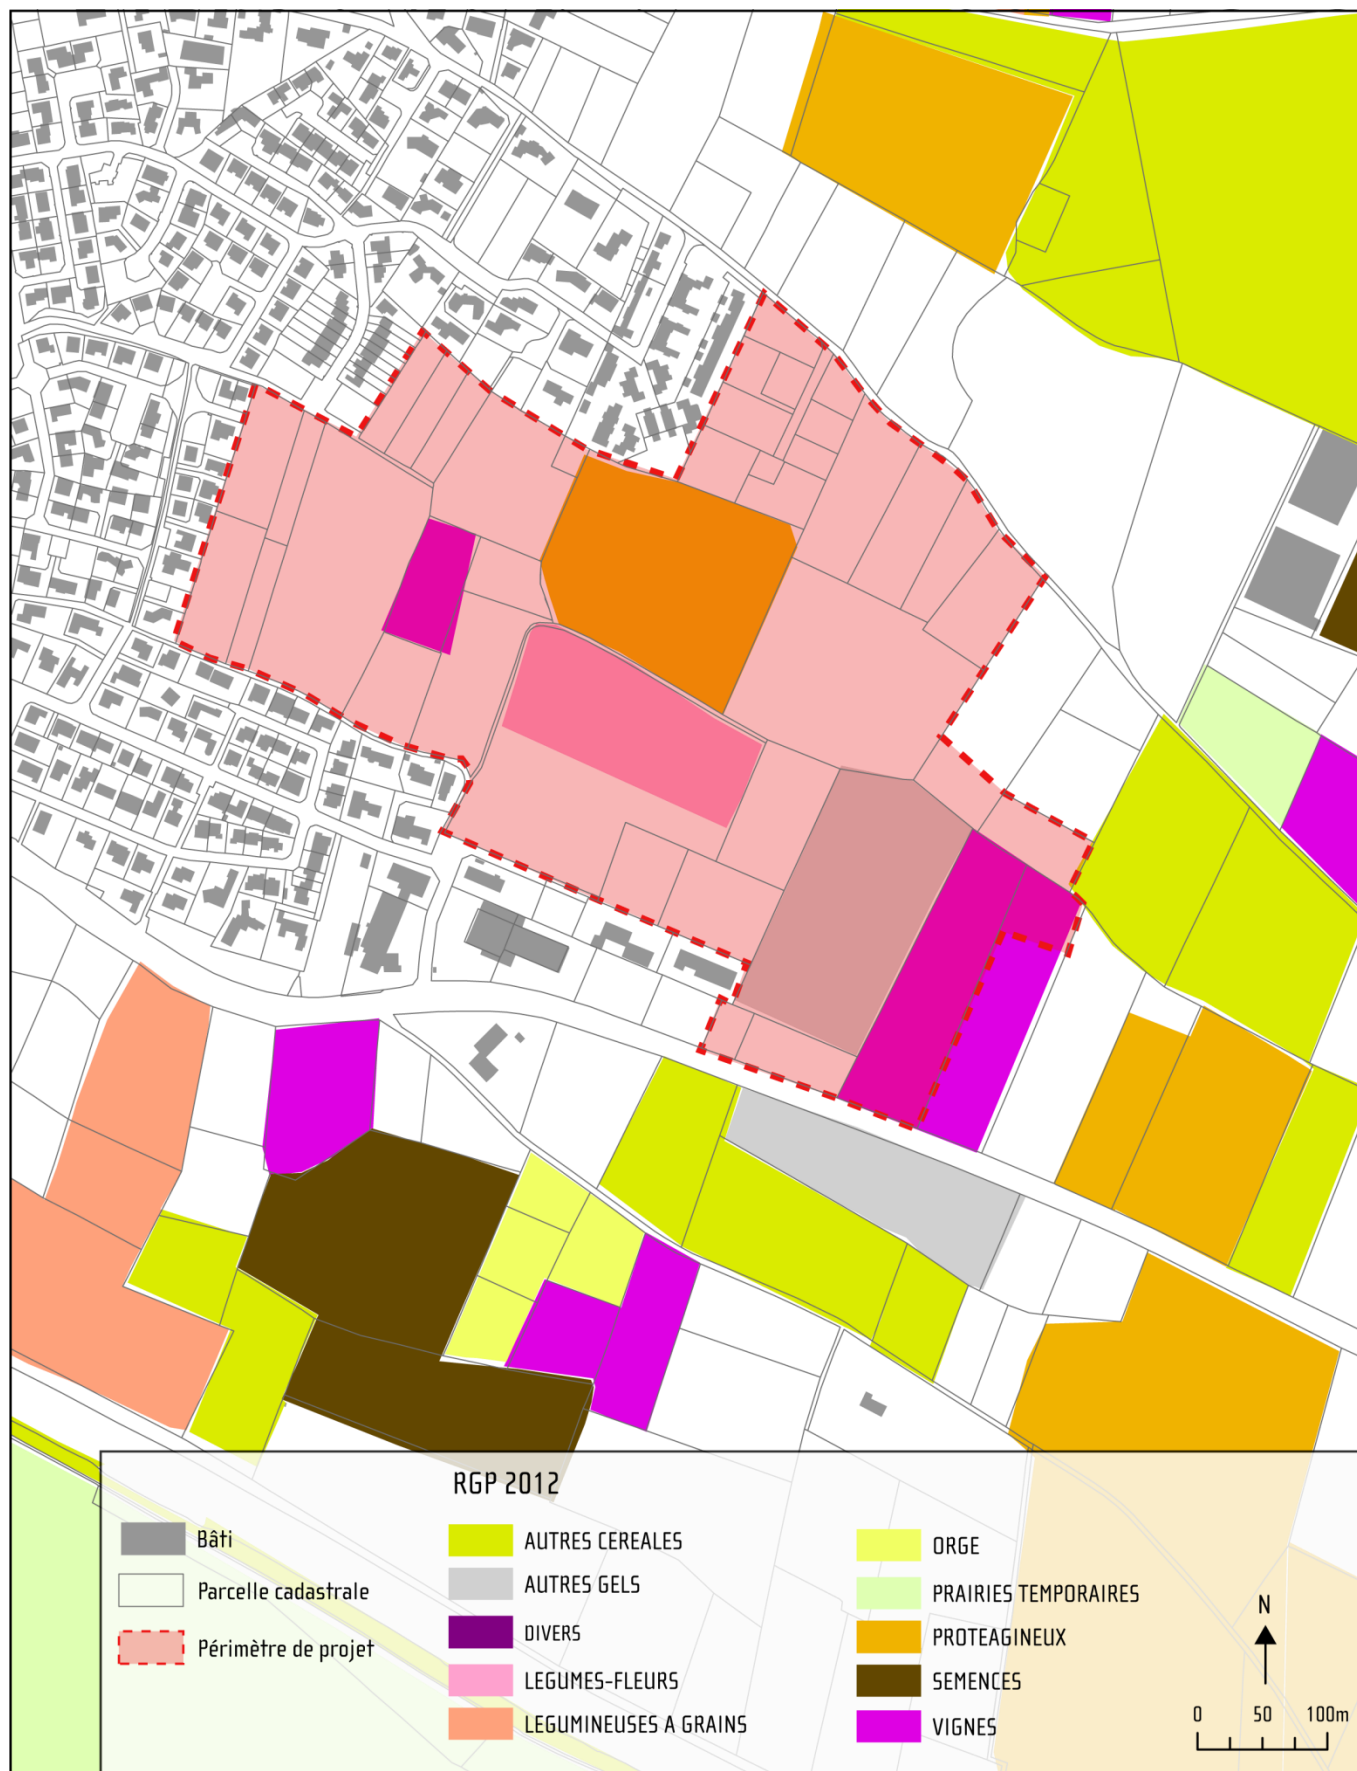 RGP 2012
Bâti
Parcelle cadastrale
Périmètre de projet
AUTRES CEREALES
AUTRES GELS
DIVERS
LEGUMES-FLEURS
LEGUMINEUSES A GRAINS
ORGE
PRAIRIES TEMPORAIRES
PROTEAGINEUX
SEMENCES
VIGNES
N
0 50 100m